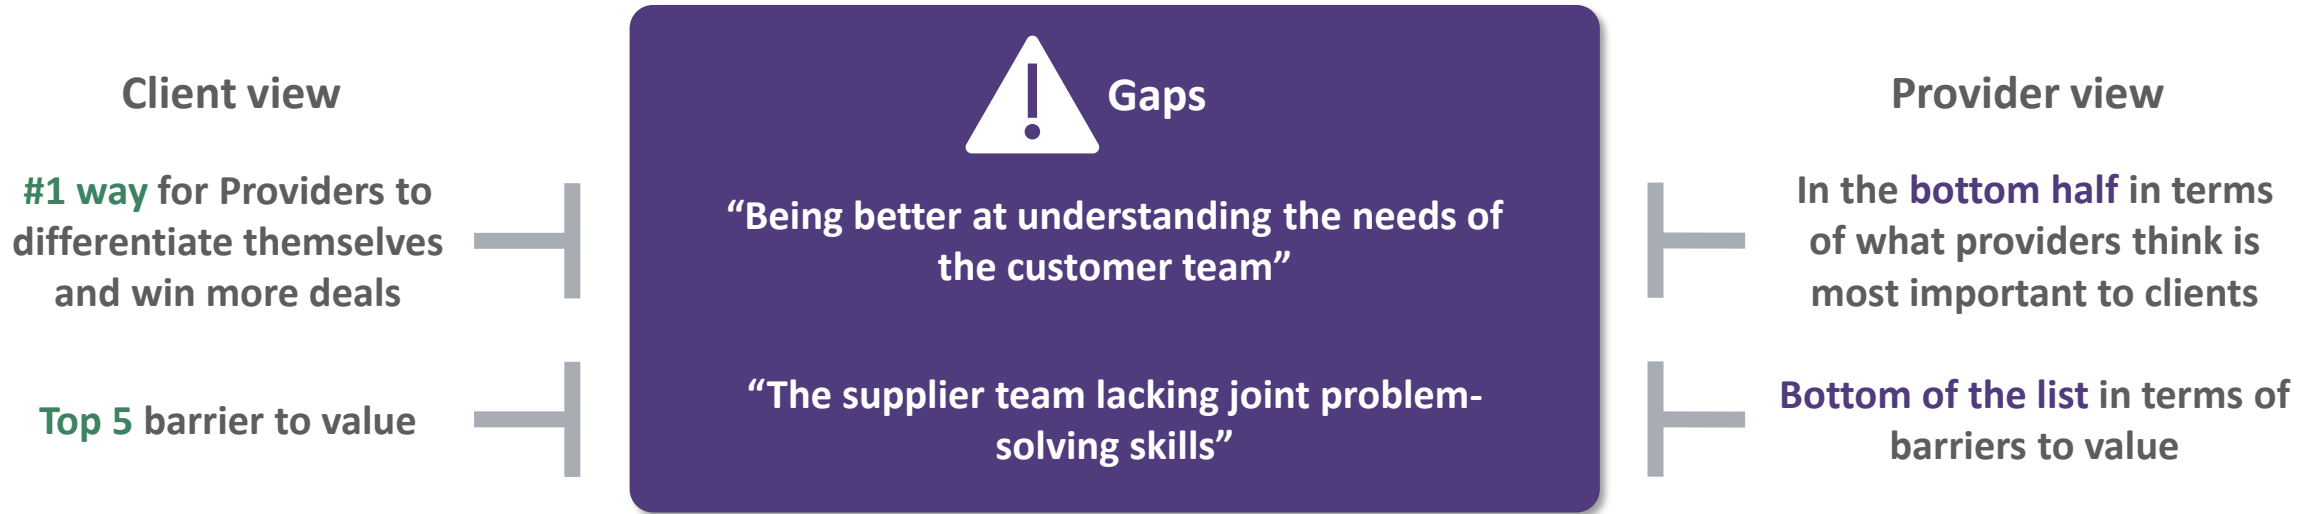 Client view
#1 way for Providers to
differentiate themselves
and win more deals
Top 5 barrier to value
Gaps
“Being better at understanding the needs of
the customer team”
“The supplier team lacking joint problem-
solving skills”
Provider view
In the bottom half in terms
of what providers think is
most important to clients
Bottom of the list in terms of
barriers to value